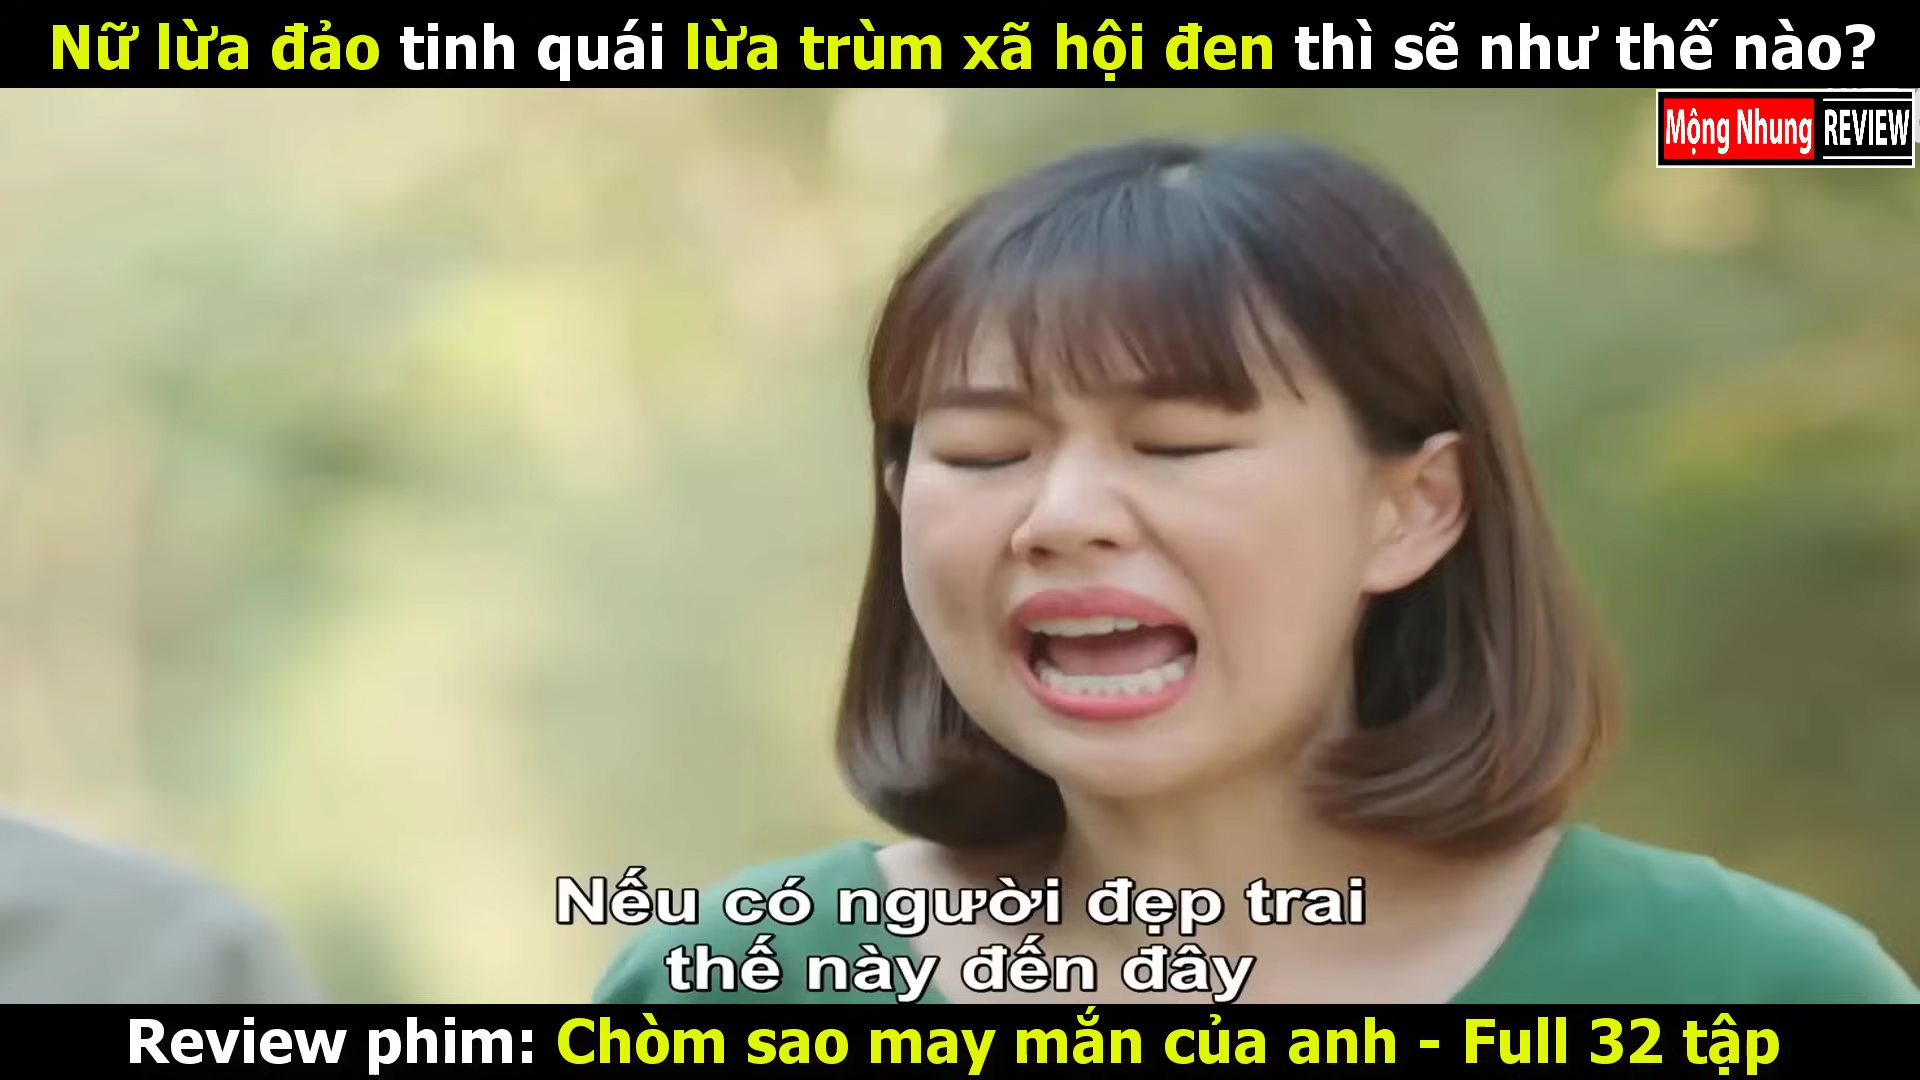 Nữ lừa đảo tinh quái lừa trùm xã hội đen thì sẽ như thế nào?
Mộng Nhung REVIEW
Nếu có người đẹp trai
thế này đến đây
Review phim: Chòm sao may mắn của anh - Full 32 tập